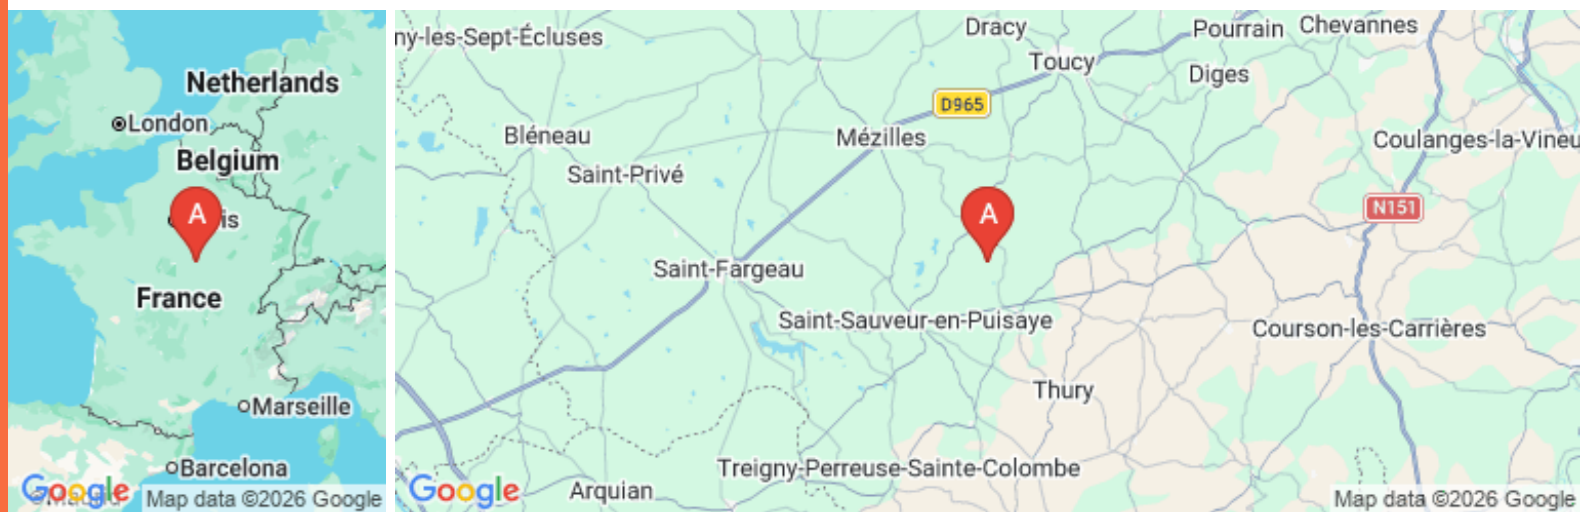 Netherlands
London
Belgium
A
is
France
Marseille
Barcelona
Google
Map data ©2026 Google
ny-les-Sept-Écluses
Dracy
Pourrain
Chevannes
Toucy
Diges
D965
Bléneau
Mézilles
Coulanges-la-Vineu
Saint-Privé
A
N151
Saint-Fargeau
Saint-Sauveur-en-Puisaye
Courson-les-Carrières
Thury
Treigny-Perreuse-Sainte-Colombe
Arquian
Google
Map data ©2026 Google